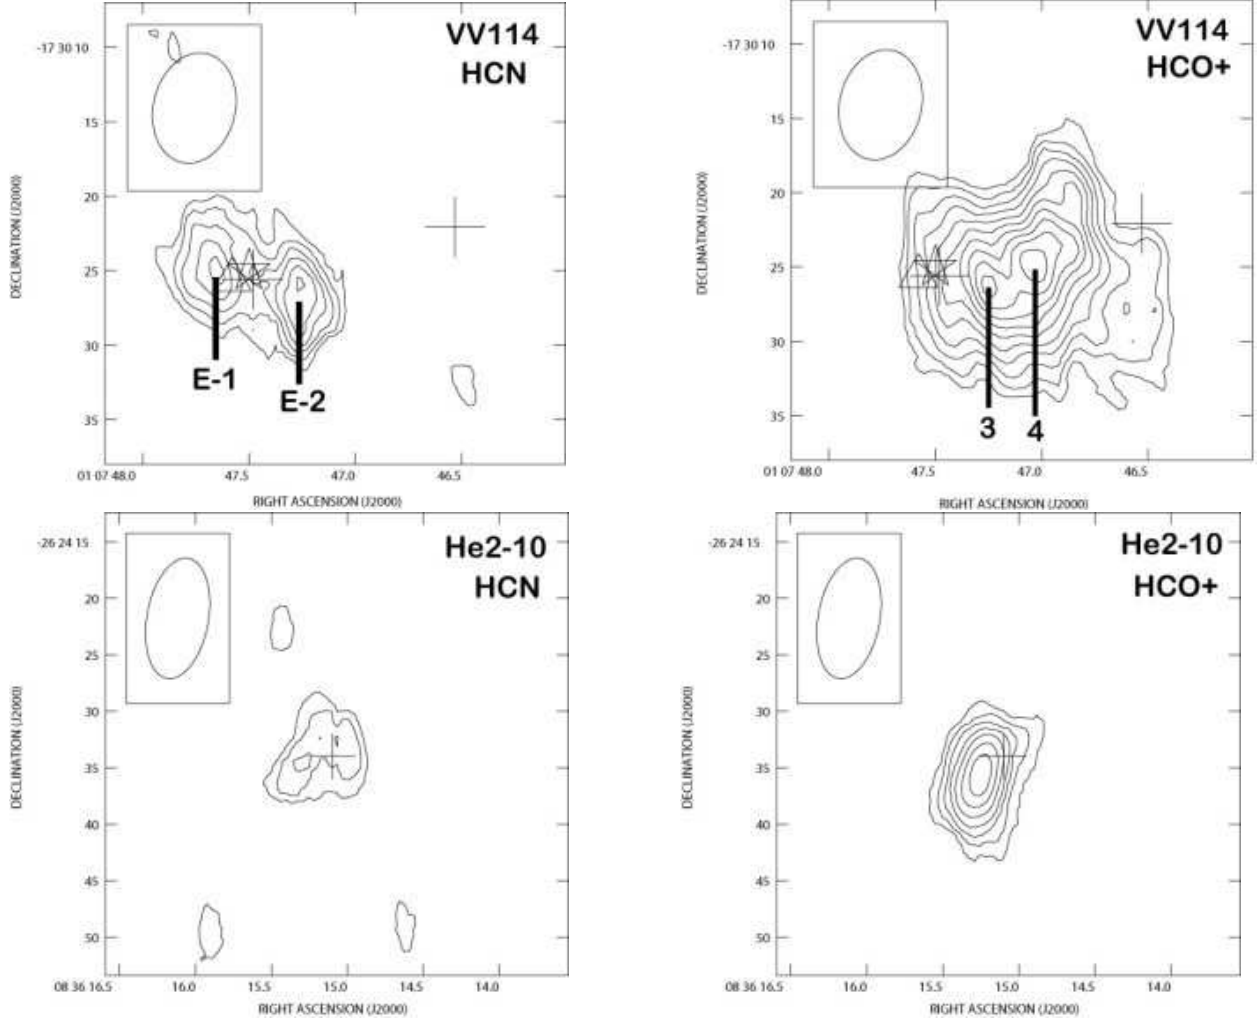 VV114
HCN
-17 30 10
15
20
25
30
35
DECLINATION (J2000)
E-1
E-2
01 07 48.0
47.5
47.0
46.5
RIGHT ASCENSION (J2000)
VV114
HCO+
-17 30 10
15
20
25
30
35
DECLINATION (J2000)
3
4
01 07 48.0
47.5
47.0
46.5
RIGHT ASCENSION (J2000)
He2-10
HCN
-26 24 15
20
25
30
35
40
45
50
DECLINATION (J2000)
08 36 16.5
16.0
15.5
15.0
14.5
14.0
RIGHT ASCENSION (J2000)
He2-10
HCO+
-26 24 15
20
25
30
35
40
45
50
DECLINATION (J2000)
08 36 16.5
16.0
15.5
15.0
14.5
14.0
RIGHT ASCENSION (J2000)